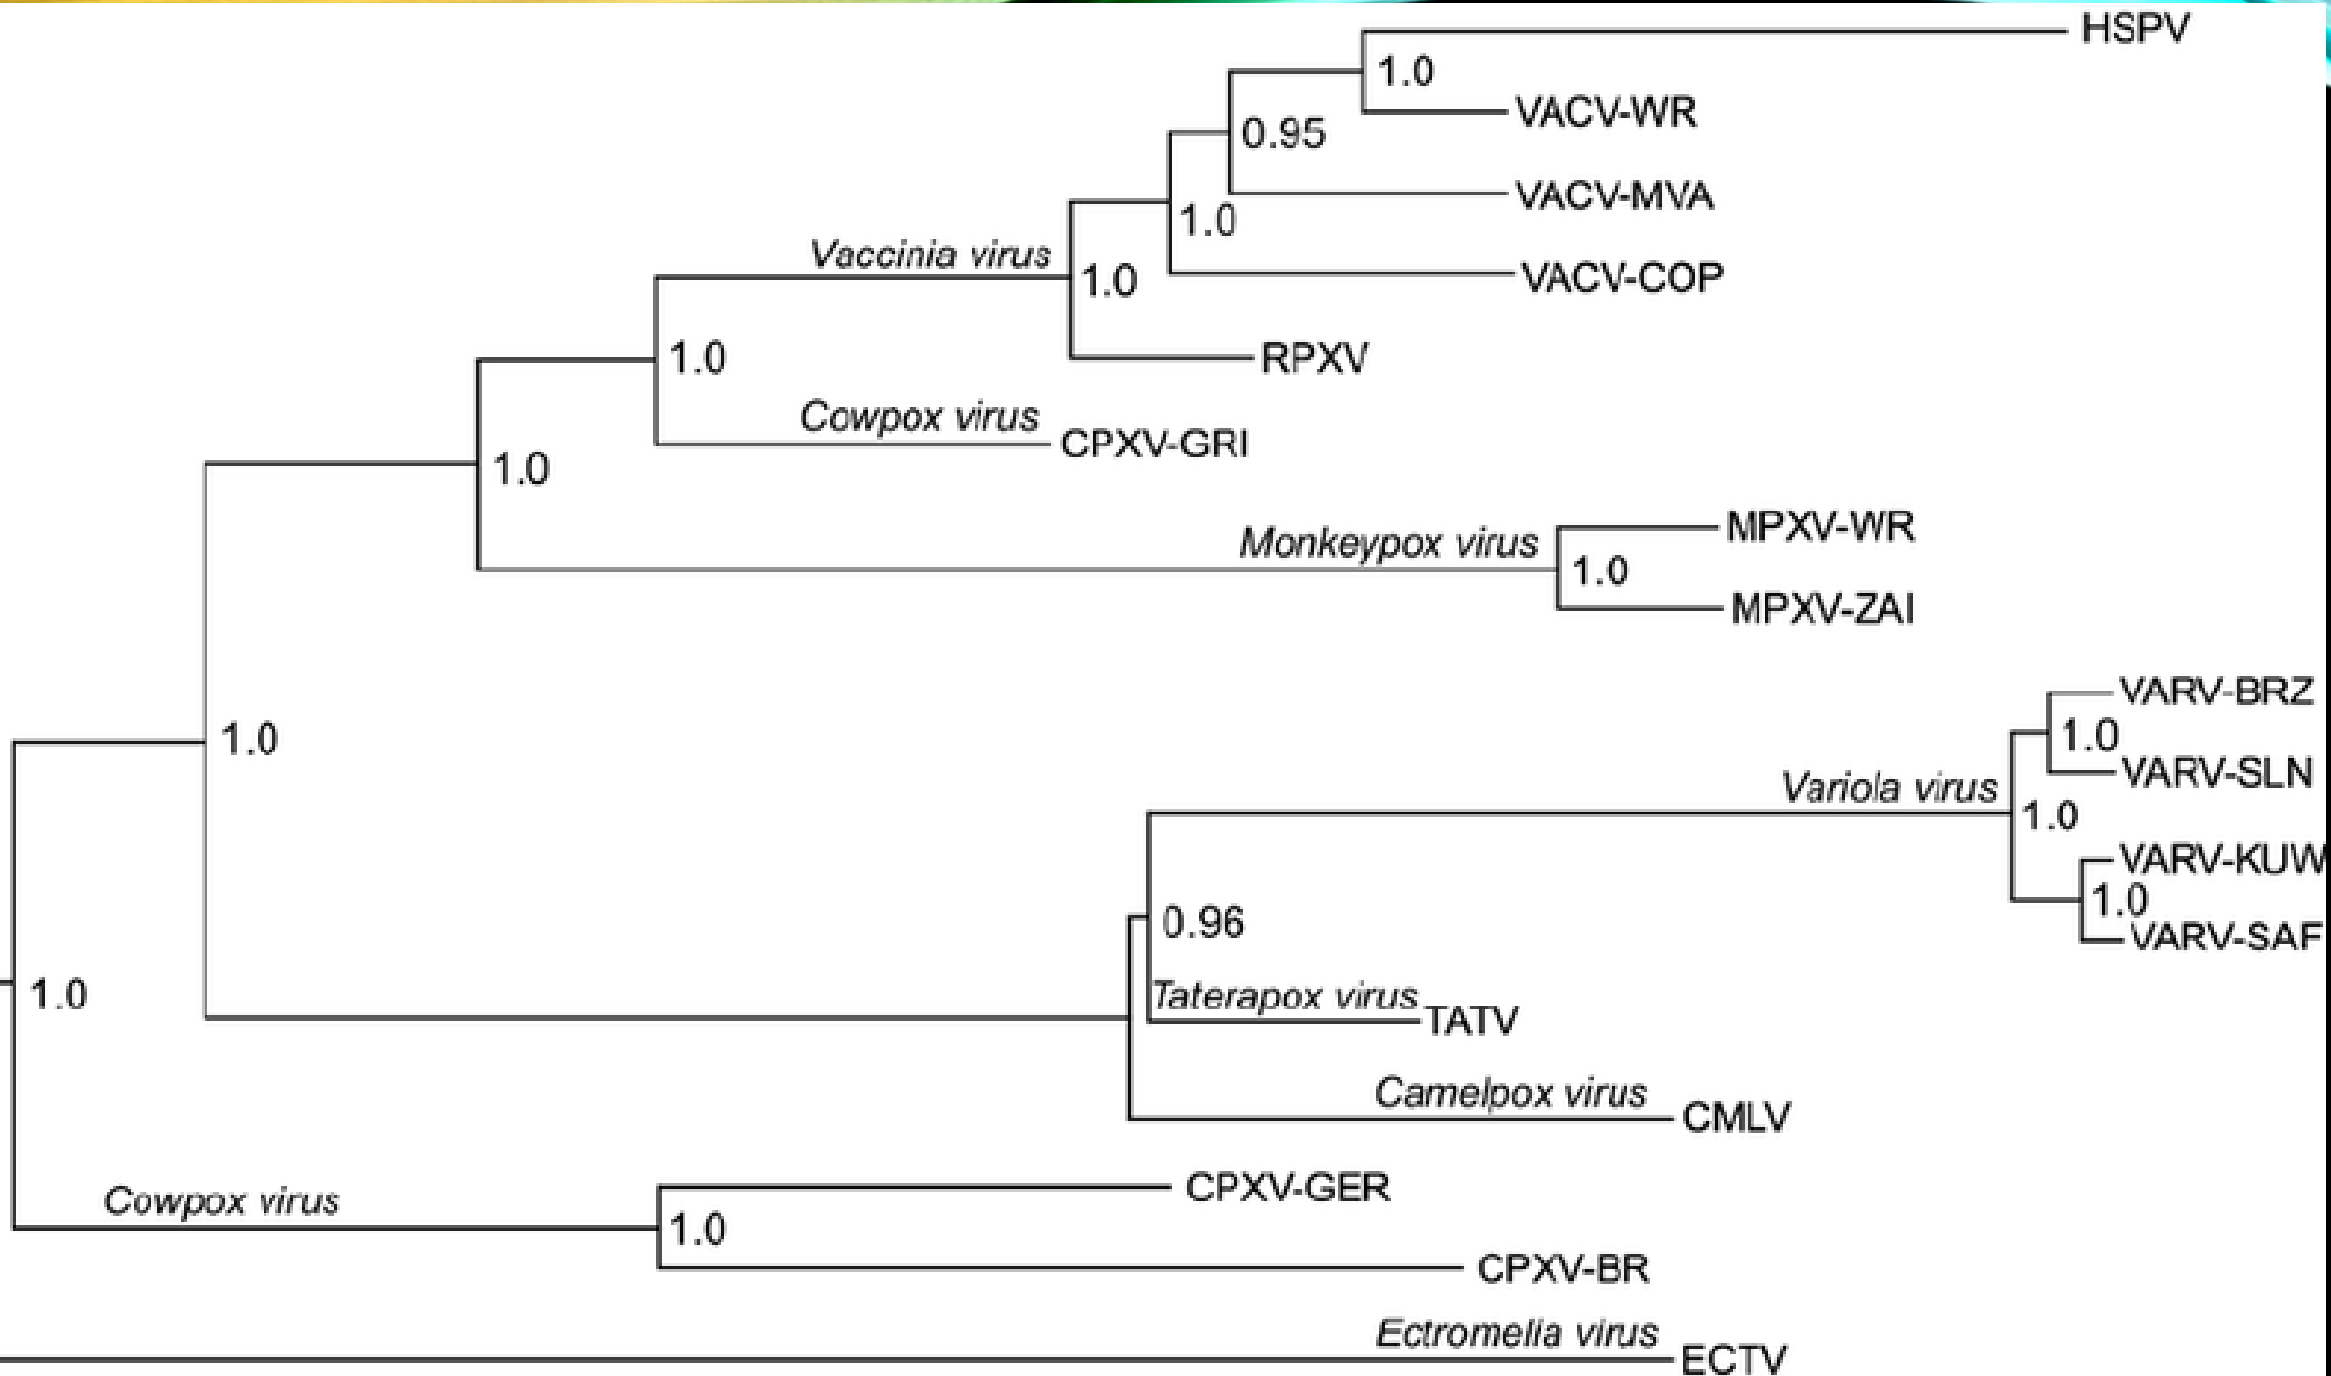 HSPV
1.0
VACV-WR
0.95
VACV-MVA
1.0
Vaccinia virus
1.0
VACV-COP
1.0
RPXV
Cowpox virus
CPXV-GRI
1.0
MPXV-WR
Monkeypox virus
1.0
MPXV-ZAI
VARV-BRZ
1.0
1.0
VARV-SLN
Variola virus
1.0
VARV-KUW
1.0
0.96
VARV-SAF
1.0
Taterapox virus
TATV
Camelpox virus
CMLV
CPXV-GER
Cowpox virus
1.0
CPXV-BR
Ectromelia virus
ECTV